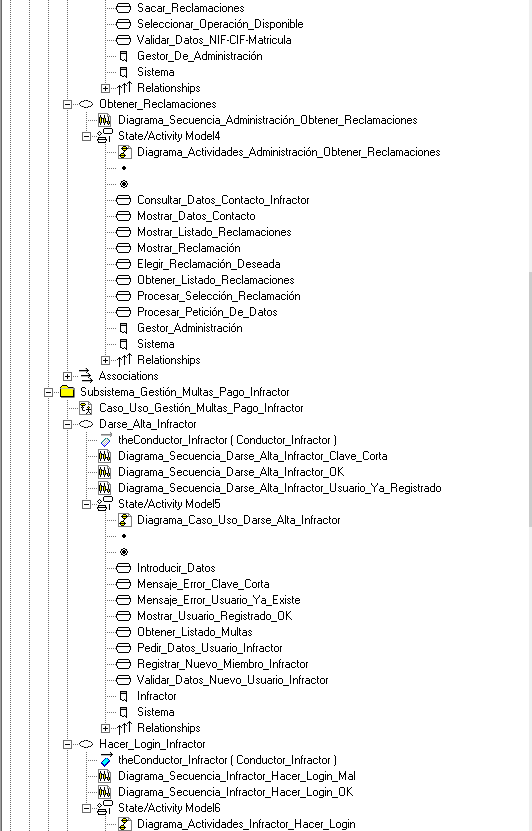 Sacar_Reclamaciones
Seleccionar_Operación_Disponible
Validar_Datos_NIF-CIF-Matricula
Gestor_De_Administración
Sistema
Relationships
Obtener_Reclamaciones
Diagrama_Secuencia_Administración_Obtener_Reclamaciones
State/Activity Model4
Diagrama_Actividades_Administración_Obtener_Reclamaciones
Consultar_Datos_Contacto_Infractor
Mostrar_Datos_Contacto
Mostrar_Listado_Reclamaciones
Mostrar_Reclamación
Elegir_Reclamación_Deseada
Obtener_Listado_Reclamaciones
Procesar_Selección_Reclamación
Procesar_Petición_De_Datos
Gestor_Administración
Sistema
Relationships
Associations
Subsistema_Gestión_Multas_Pago_Infractor
Caso_Uso_Gestión_Multas_Pago_Infractor
Darse_Alta_Infractor
theConductor_Infractor ( Conductor_Infractor )
Diagrama_Secuencia_Darse_Alta_Infractor_Clave_Corta
Diagrama_Secuencia_Darse_Alta_Infractor_OK
Diagrama_Secuencia_Darse_Alta_Infractor_Usuario_Ya_Registrado
State/Activity Model5
Diagrama_Caso_Uso_Darse_Alta_Infractor
Introducir_Datos
Mensaje_Error_Clave_Corta
Mensaje_Error_Usuario_Ya_Existe
Mostrar_Usuario_Registrado_OK
Obtener_Listado_Multas
Pedir_Datos_Usuario_Infractor
Registrar_Nuevo_Miembro_Infractor
Validar_Datos_Nuevo_Usuario_Infractor
Infractor
Sistema
Relationships
Hacer_Login_Infractor
theConductor_Infractor ( Conductor_Infractor )
Diagrama_Secuencia_Infractor_Hacer_Login_Mal
Diagrama_Secuencia_Infractor_Hacer_Login_OK
State/Activity Model6
Diagrama_Actividades_Infractor_Hacer_Login